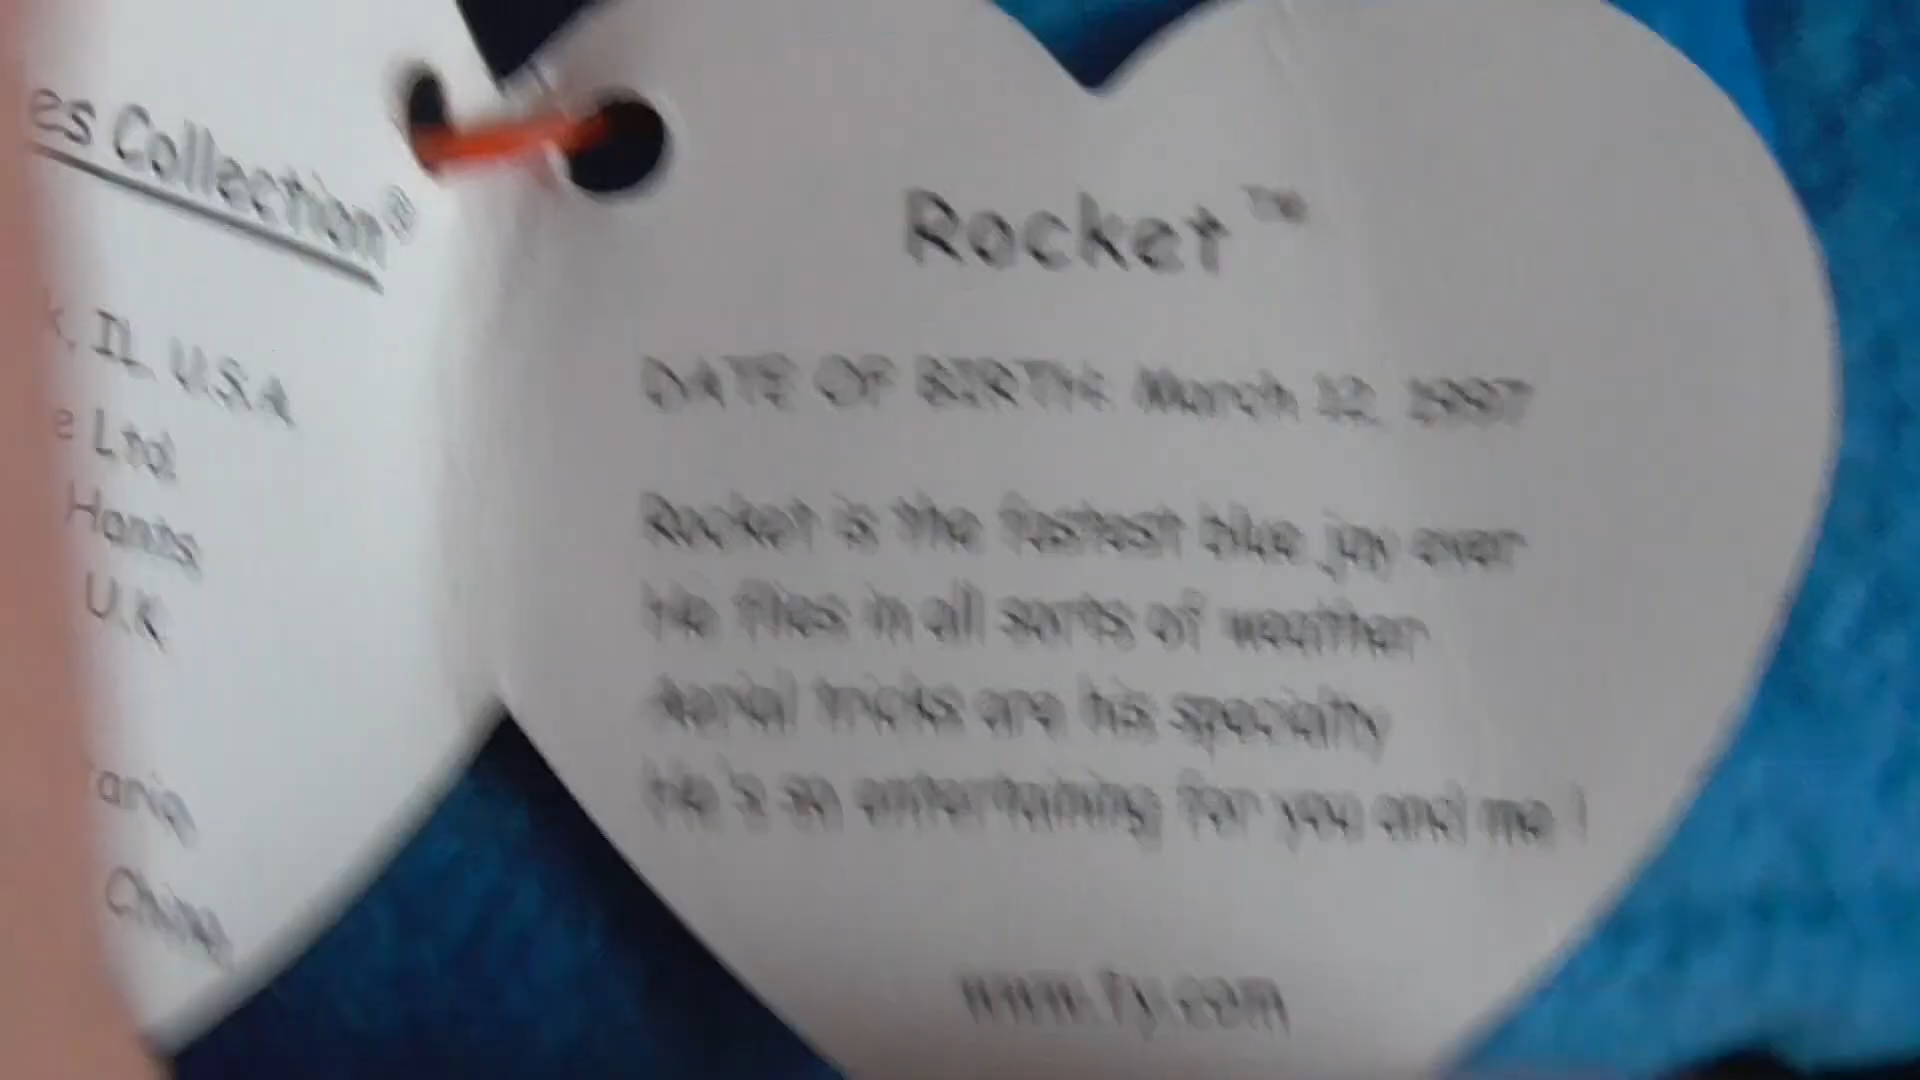 es Collection®
IL U.S.A
e Ltd
Hants
U.K
China
Rocket™
DATE OF BIRTH: March 12, 1997
Rocket is the fastest blue jay ever
He flies in all sorts of weather
Aerial tricks are his specialty
He's so entertaining for you and me !
www.ty.com